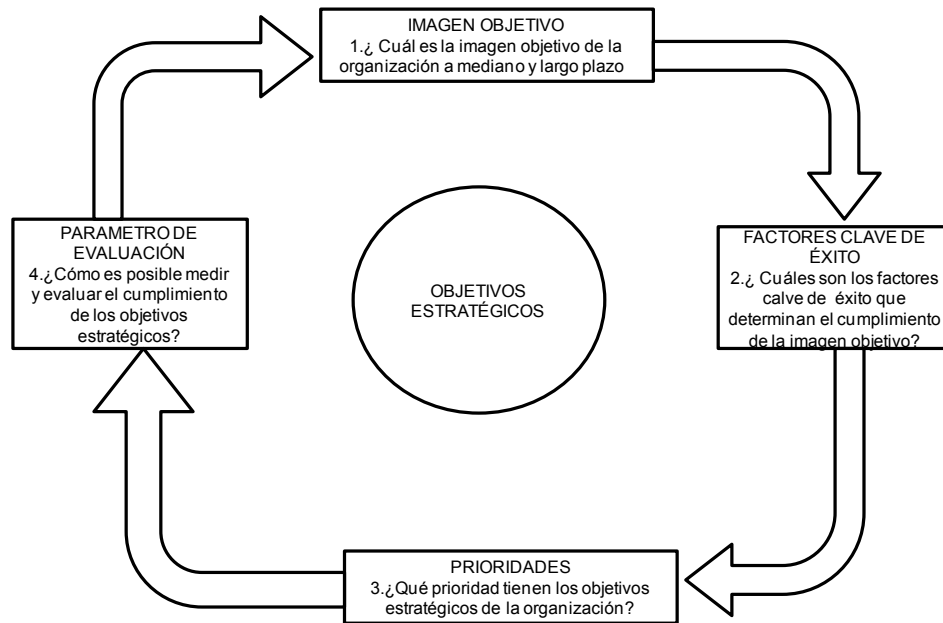 IMAGEN OBJETIVO
1.¿ Cuál es la imagen objetivo de la
organización a mediano y largo plazo
FACTORES CLAVE DE
ÉXITO
2.¿ Cuáles son los factores
calve de éxito que
determinan el cumplimiento
de la imagen objetivo?
PRIORIDADES
3.¿Qué prioridad tienen los objetivos
estratégicos de la organización?
PARAMETRO DE
EVALUACIÓN
4.¿Cómo es posible medir
y evaluar el cumplimiento
de los objetivos
estratégicos?
OBJETIVOS
ESTRATÉGICOS